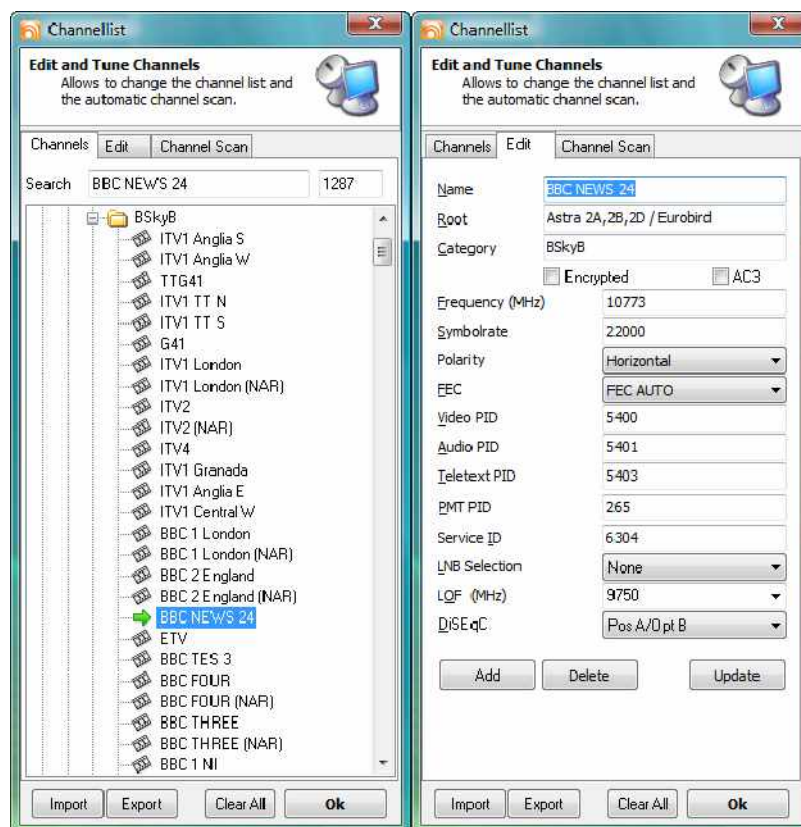 Channellist
Edit and Tune Channels
Allows to change the channel list and
the automatic channel scan.
Channels Edit Channel Scan
Search BBC NEWS 24 1287
BSkyB
ITV1 Anglia S
ITV1 Anglia W
TTG41
ITV1 TT N
ITV1 TT S
G41
ITV1 London
ITV1 London (NAR)
ITV2
ITV2 (NAR)
ITV4
ITV1 Granada
ITV1 Anglia E
ITV1 Central W
BBC 1 London
BBC 1 London (NAR)
BBC 2 England
BBC 2 England (NAR)
BBC NEWS 24
ETV
BBC TES 3
BBC FOUR
BBC FOUR (NAR)
BBC THREE
BBC THREE (NAR)
BBC 1 NI
Import Export Clear All Ok
Channellist
Edit and Tune Channels
Allows to change the channel list and
the automatic channel scan.
Channels Edit Channel Scan
Name BBC NEWS 24
Root Astra 2A,2B,2D / Eurobird
Category BSkyB
Encrypted AC3
Frequency (MHz) 10773
Symbolrate 22000
Polarity Horizontal
FEC FEC AUTO
Video PID 5400
Audio PID 5401
Teletext PID 5403
PMT PID 265
Service ID 6304
LNB Selection None
LOF (MHz) 9750
DiSEqC Pos A/Opt B
Add Delete Update
Import Export Clear All Ok